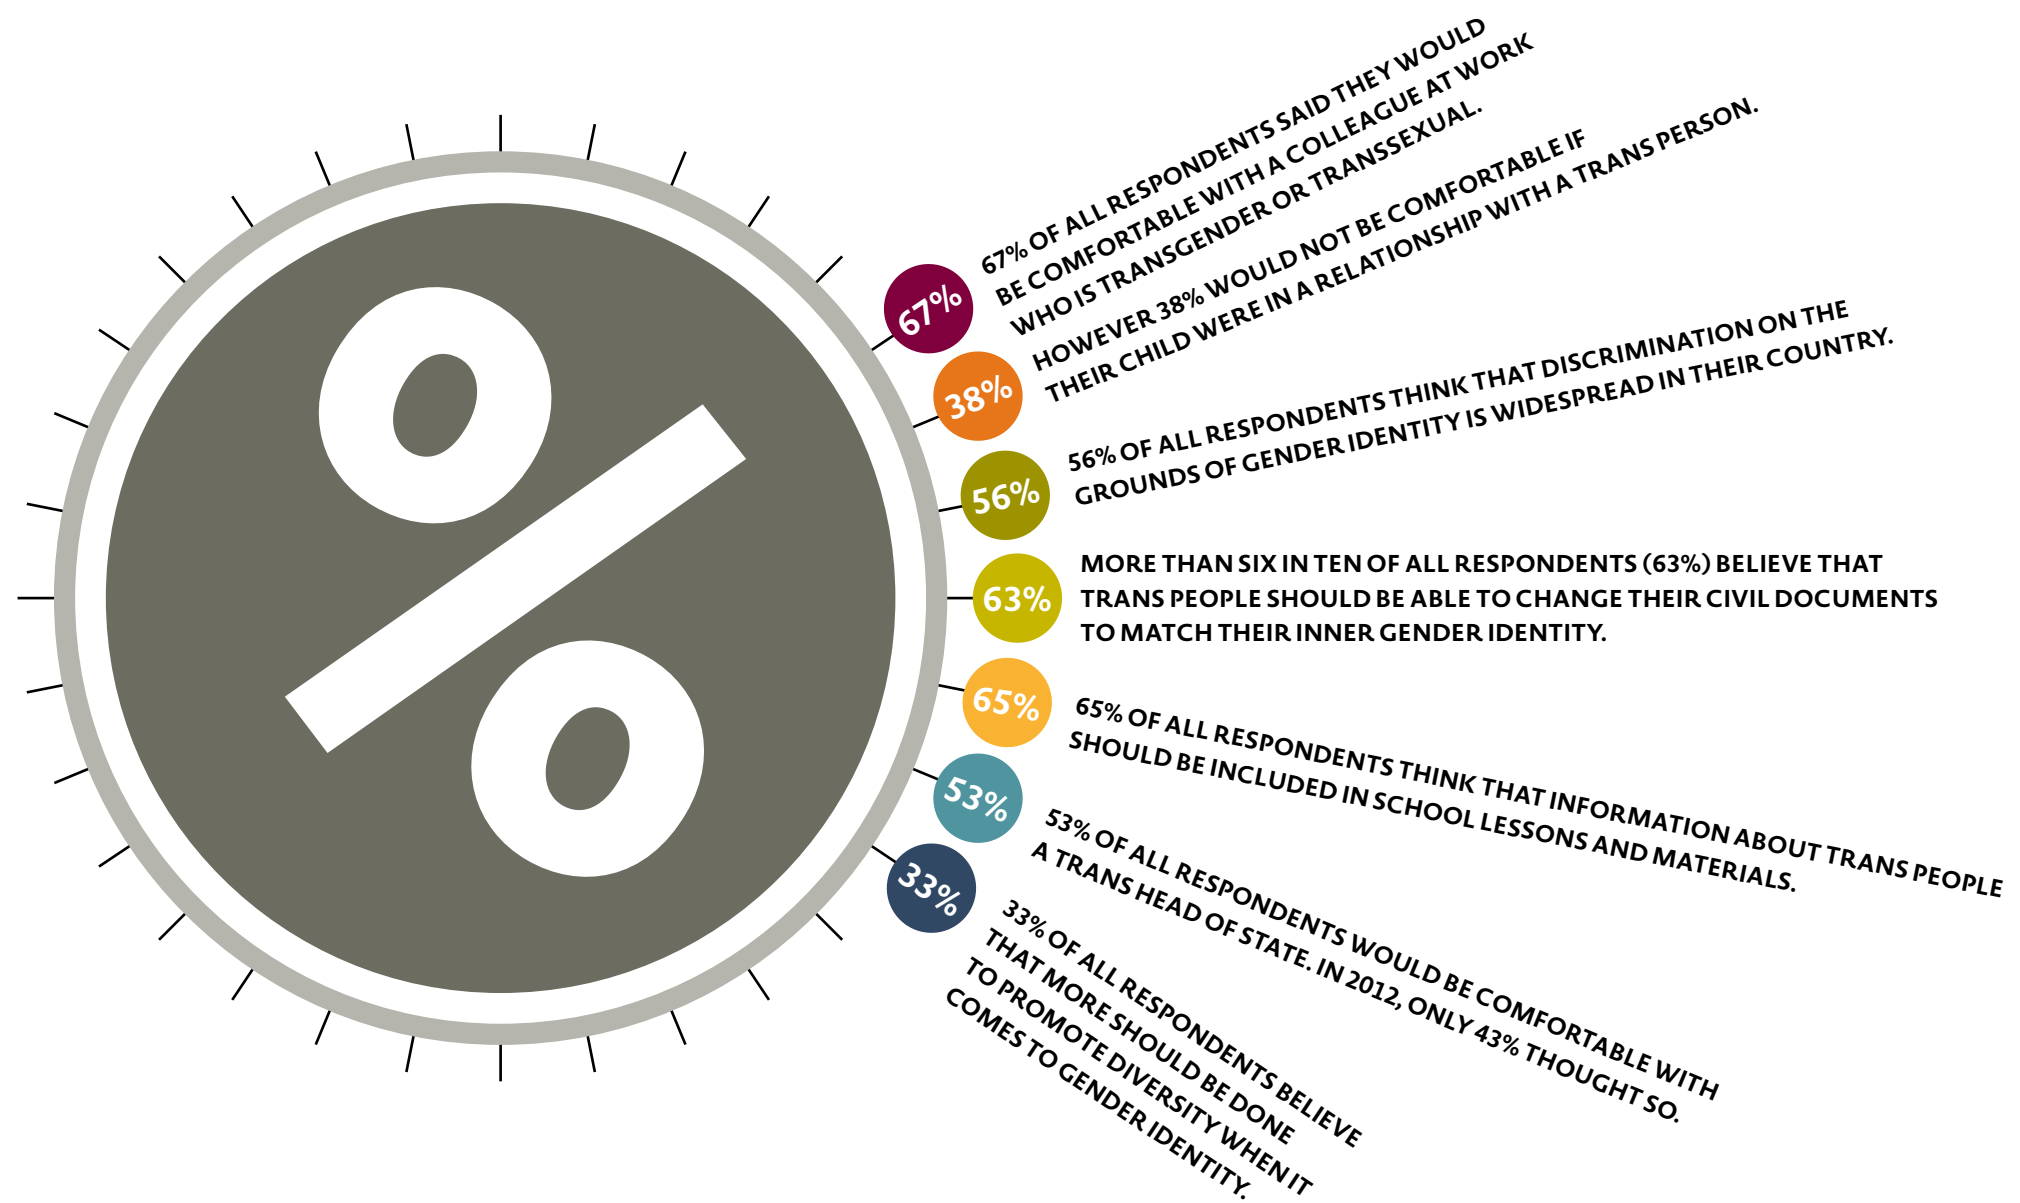 %
67%
67% OF ALL RESPONDENTS SAID THEY WOULD
BE COMFORTABLE WITH A COLLEAGUE AT WORK
WHO IS TRANSGENDER OR TRANSSEXUAL.
38%
HOWEVER 38% WOULD NOT BE COMFORTABLE IF
THEIR CHILD WERE IN A RELATIONSHIP WITH A TRANS PERSON.
56%
56% OF ALL RESPONDENTS THINK THAT DISCRIMINATION ON THE
GROUNDS OF GENDER IDENTITY IS WIDESPREAD IN THEIR COUNTRY.
63%
MORE THAN SIX IN TEN OF ALL RESPONDENTS (63%) BELIEVE THAT
TRANS PEOPLE SHOULD BE ABLE TO CHANGE THEIR CIVIL DOCUMENTS
TO MATCH THEIR INNER GENDER IDENTITY.
65%
65% OF ALL RESPONDENTS THINK THAT INFORMATION ABOUT TRANS PEOPLE
SHOULD BE INCLUDED IN SCHOOL LESSONS AND MATERIALS.
53%
53% OF ALL RESPONDENTS WOULD BE COMFORTABLE WITH
A TRANS HEAD OF STATE. IN 2012, ONLY 43% THOUGHT SO.
33%
33% OF ALL RESPONDENTS BELIEVE
THAT MORE SHOULD BE DONE
TO PROMOTE DIVERSITY WHEN IT
COMES TO GENDER IDENTITY.